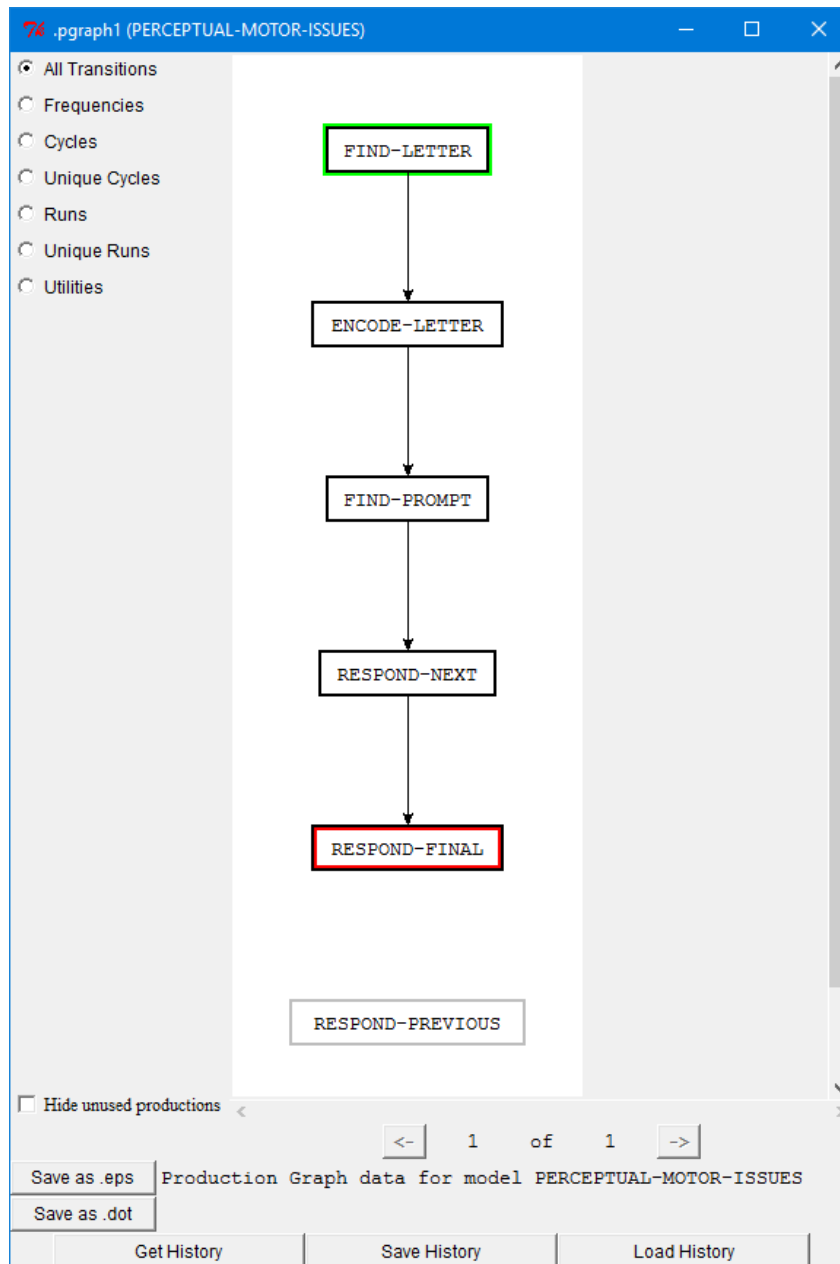 .pgraph1 (PERCEPTUAL-MOTOR-ISSUES)
All Transitions
Frequencies
Cycles
Unique Cycles
Runs
Unique Runs
Utilities
FIND-LETTER
ENCODE-LETTER
FIND-PROMPT
RESPOND-NEXT
RESPOND-FINAL
RESPOND-PREVIOUS
Hide unused productions
<- 1 of 1 ->
Save as .eps Production Graph data for model PERCEPTUAL-MOTOR-ISSUES
Save as .dot
Get History Save History Load History